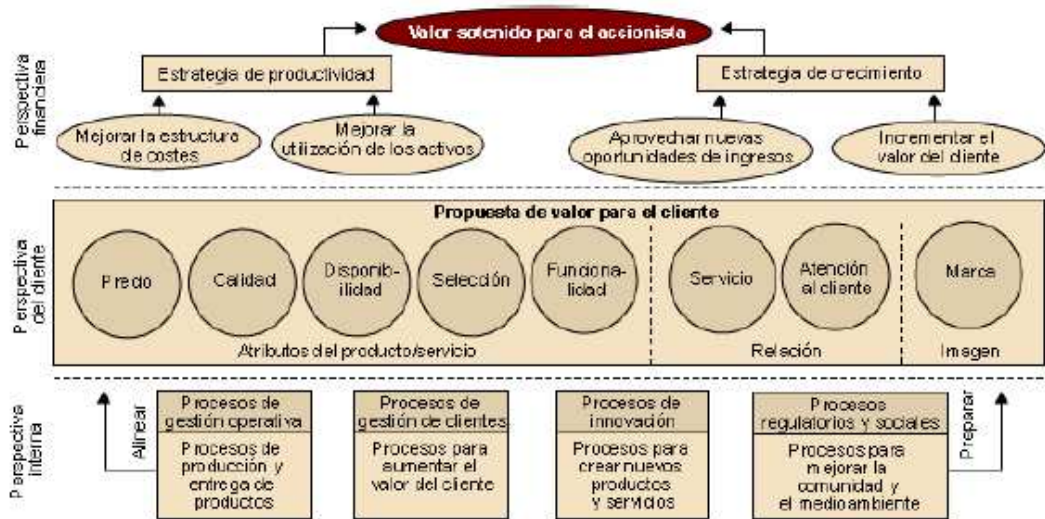 Valor sotenido para el accionista
Perspectiva
financiera
Estrategia de productividad
Estrategia de crecimiento
Mejorar la estructura
de costes
Mejorar la
utilización de los activos
Aprovechar nuevas
oportunidades de ingresos
Incrementar el
valor del cliente
Perspectiva
del cliente
Propuesta de valor para el cliente
Precio
Calidad
Disponib-
ilidad
Selección
Funciona-
lidad
Servicio
Atención
al cliente
Marca
Atributos del producto/servicio
Relación
Imagen
Perspectiva
interna
Alinear
Procesos de
gestión operativa
Procesos de
producción y
entrega de
productos
Procesos de
gestión de clientes
Procesos para
aumentar el
valor del cliente
Procesos de
innovación
Procesos para
crear nuevos
productos
y servicios
Procesos
regulatorios y sociales
Procesos para
mejorar la
comunidad y
el medioambiente
Preparar